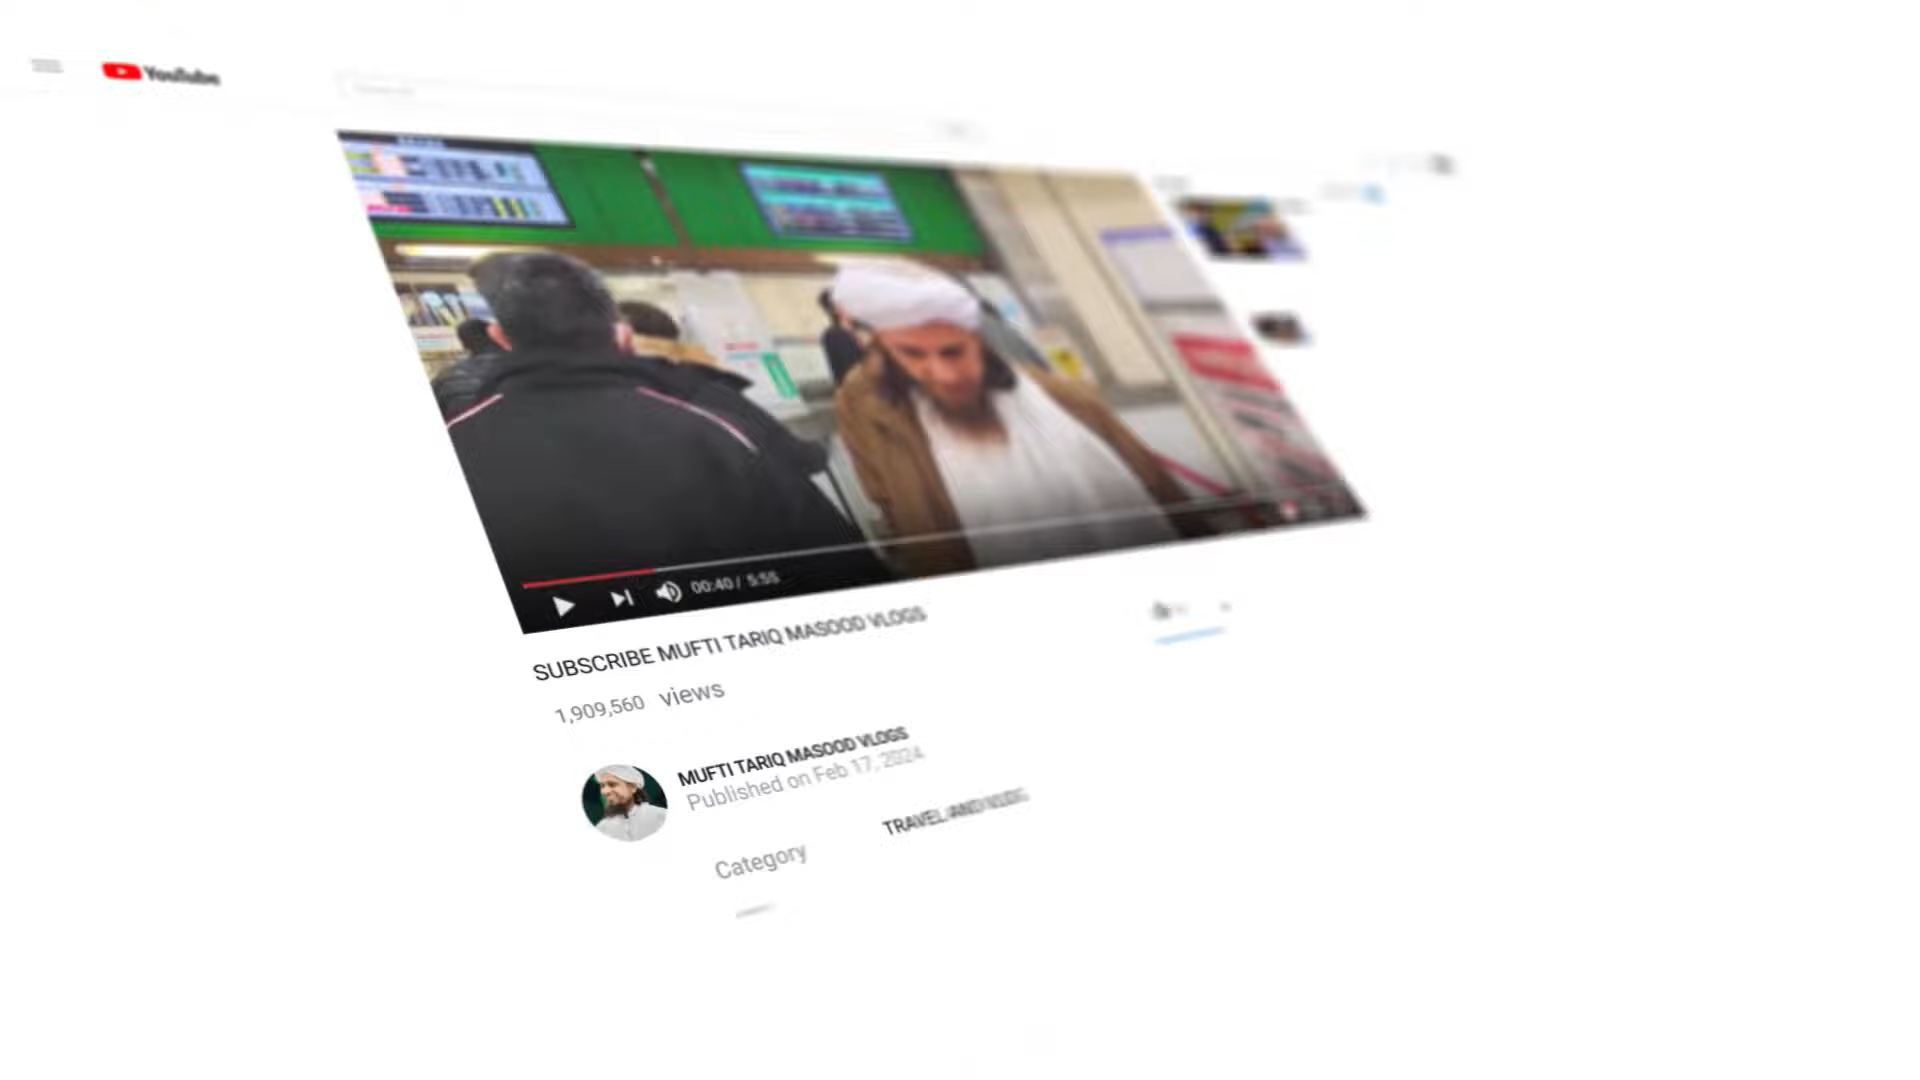 YouTube
00:40 / 5:55
SUBSCRIBE MUFTI TARIQ MASOOD VLOGS
1,909,560 views
MUFTI TARIQ MASOOD VLOGS
Published on Feb 17, 2024
Category
TRAVEL AND VLOG